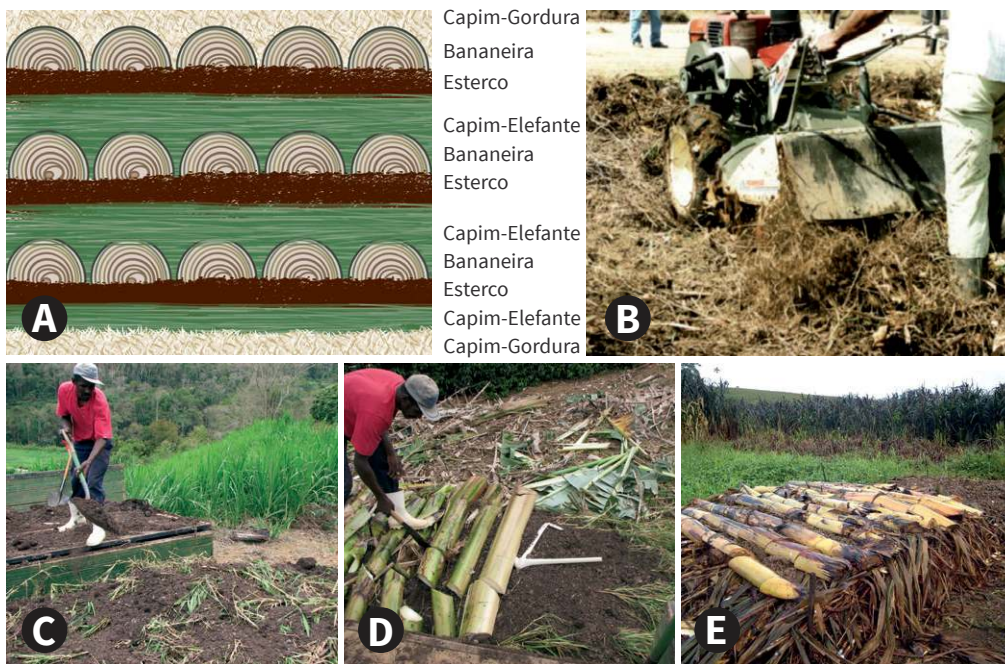 Capim-Gordura
Bananeira
Esterco
Capim-Elefante
Bananeira
Esterco
Capim-Elefante
Bananeira
Esterco
Capim-Elefante
Capim-Gordura
A
B
C
D
E